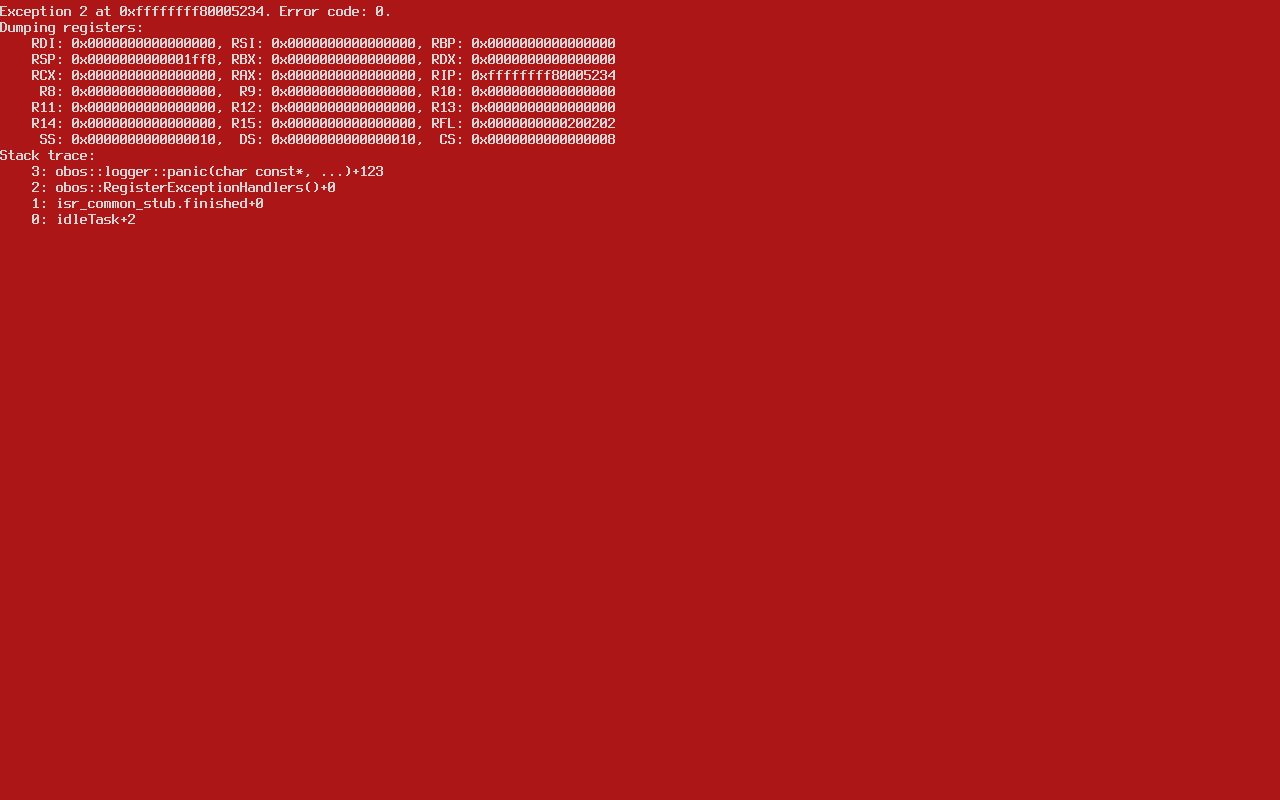 Exception 2 at 0xffffffff80005234. Error code: 0.
Dumping registers:
RDI: 0x0000000000000000, RSI: 0x0000000000000000, RBP: 0x0000000000000000
RSP: 0x0000000000001ff8, RBX: 0x0000000000000000, RDX: 0x0000000000000000
RCX: 0x0000000000000000, RAX: 0x0000000000000000, RIP: 0xffffffff80005234
R8: 0x0000000000000000, R9: 0x0000000000000000, R10: 0x0000000000000000
R11: 0x0000000000000000, R12: 0x0000000000000000, R13: 0x0000000000000000
R14: 0x0000000000000000, R15: 0x0000000000000000, RFL: 0x0000000000200202
SS: 0x0000000000000010, DS: 0x0000000000000010, CS: 0x0000000000000008
Stack trace:
3: obos::logger::panic(char const*, ...)+123
2: obos::RegisterExceptionHandlers()+0
1: isr_common_stub.finished+0
0: idleTask+2